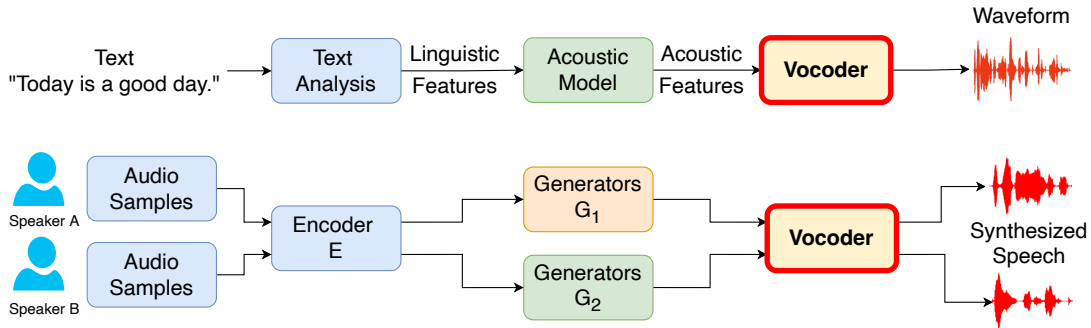 Waveform
Text
"Today is a good day."
Text
Analysis
Linguistic
Features
Acoustic
Model
Acoustic
Features
Vocoder
Speaker A
Audio
Samples
Speaker B
Audio
Samples
Encoder
E
Generators
G1
Generators
G2
Vocoder
Synthesized
Speech